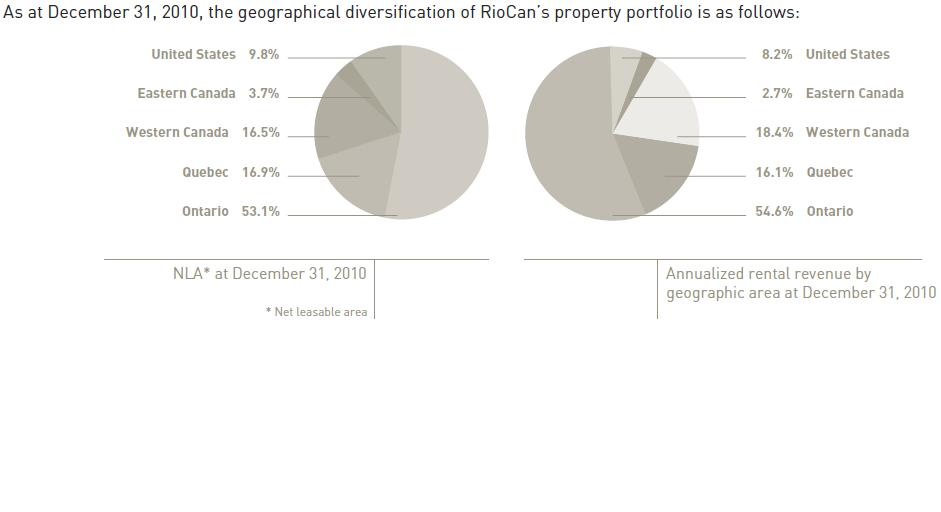 As at December 31, 2010, the geographical diversification of RioCan’s property portfolio is as follows:
United States 9.8%
Eastern Canada 3.7%
Western Canada 16.5%
Quebec 16.9%
Ontario 53.1%
NLA* at December 31, 2010
* Net leasable area
8.2% United States
2.7% Eastern Canada
18.4% Western Canada
16.1% Quebec
54.6% Ontario
Annualized rental revenue by
geographic area at December 31, 2010